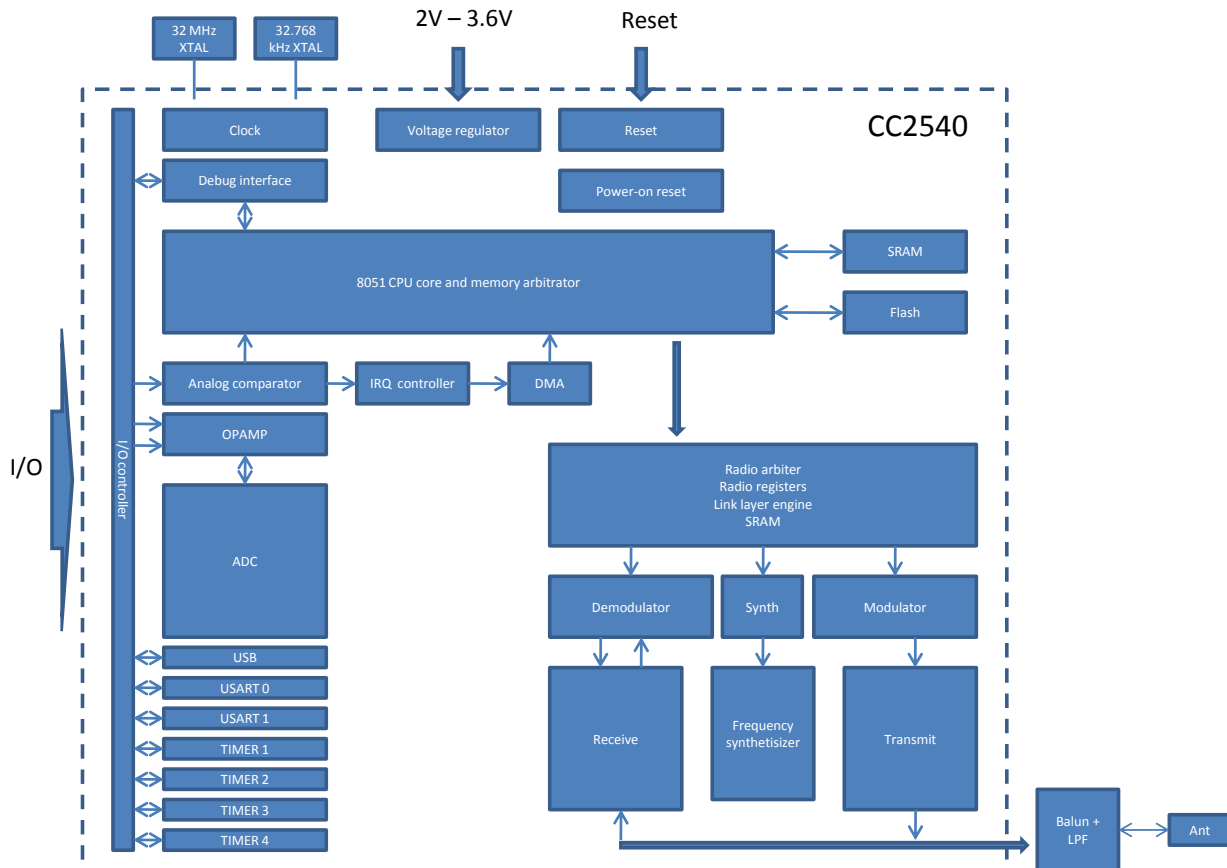 32 MHz
XTAL
32.768
kHz XTAL
2V – 3.6V
Reset
Clock
Voltage regulator
Reset
CC2540
Debug interface
Power-on reset
8051 CPU core and memory arbitrator
SRAM
Flash
Analog comparator
IRQ controller
DMA
OPAMP
I/O
I/O controller
Radio arbiter
Radio registers
Link layer engine
SRAM
ADC
Demodulator
Synth
Modulator
USB
USART 0
USART 1
TIMER 1
TIMER 2
TIMER 3
TIMER 4
Receive
Frequency
synthetisizer
Transmit
Balun +
LPF
Ant